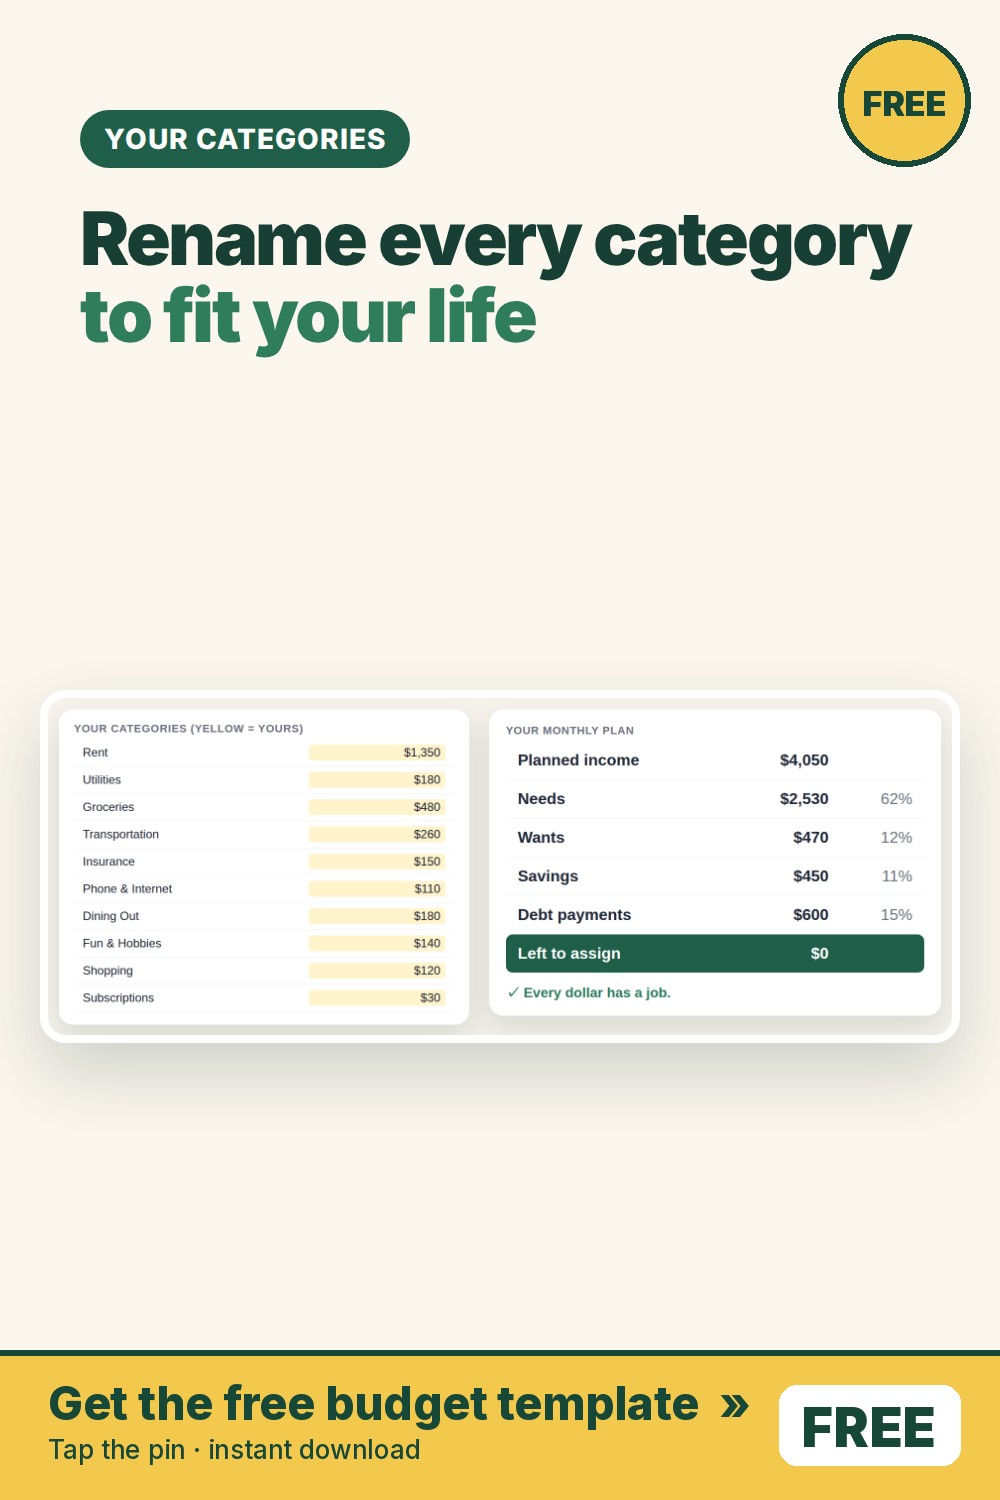 FREE
YOUR CATEGORIES
Rename every category
to fit your life
YOUR CATEGORIES (YELLOW = YOURS)
Rent $1,350
Utilities $180
Groceries $480
Transportation $260
Insurance $150
Phone & Internet $110
Dining Out $180
Fun & Hobbies $140
Shopping $120
Subscriptions $30
YOUR MONTHLY PLAN
Planned income $4,050
Needs $2,530 62%
Wants $470 12%
Savings $450 11%
Debt payments $600 15%
Left to assign $0
✓ Every dollar has a job.
Get the free budget template »
Tap the pin · instant download
FREE